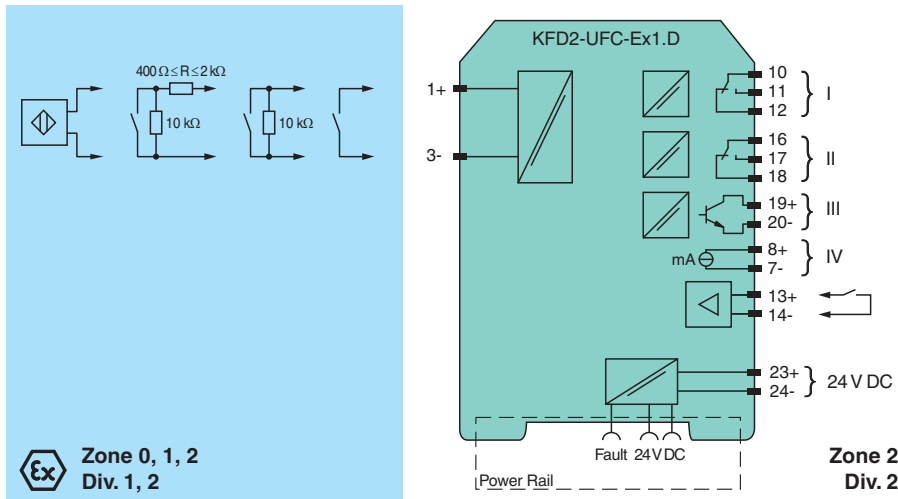 KFD2-UFC-Ex1.D
400 Ω ≤ R ≤ 2 kΩ
10 kΩ
10 kΩ
1+
3-
10
11
12
I
16
17
18
II
19+
20-
III
mA
8+
7-
IV
13+
14-
23+
24-
24 V DC
Fault 24 V DC
Power Rail
Ex
Zone 0, 1, 2
Div. 1, 2
Zone 2
Div. 2